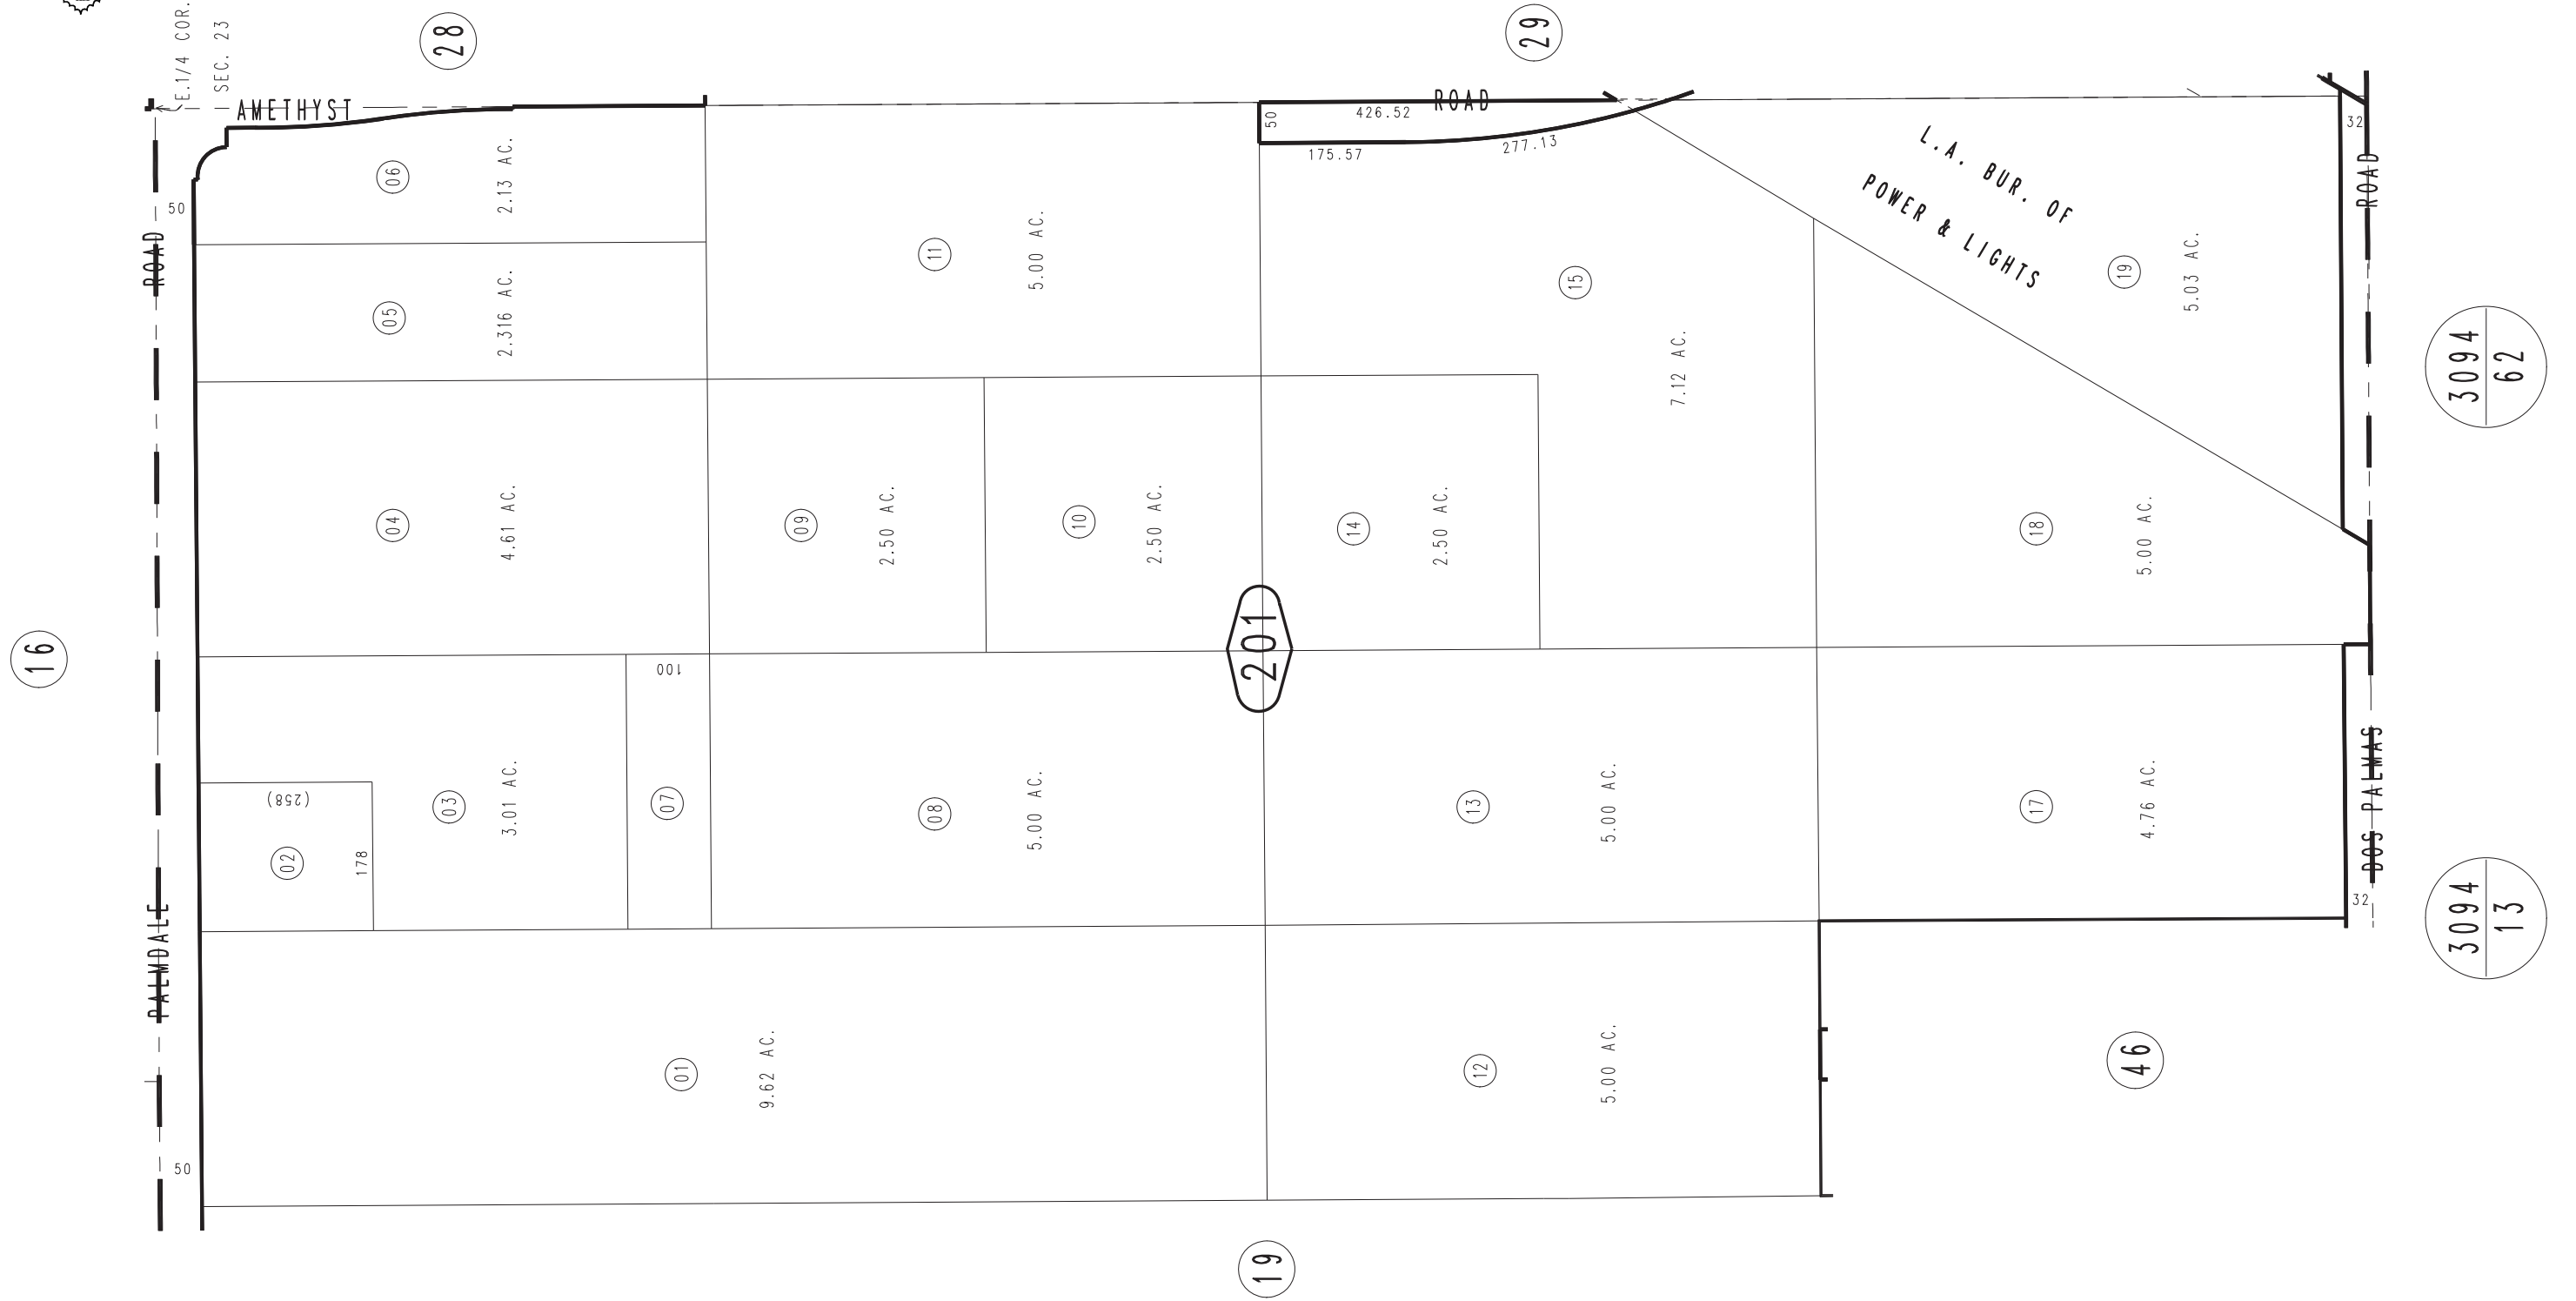 E.1/4 COR.
SEC. 23
28
29
AMETHYST
ROAD
50
426.52
175.57
277.13
32
ROAD
50
ROAD
06
2.13 AC.
05
2.316 AC.
11
5.00 AC.
15
7.12 AC.
L.A. BUR. OF
POWER & LIGHTS
19
5.03 AC.
3094
62
04
4.61 AC.
09
2.50 AC.
10
2.50 AC.
14
2.50 AC.
18
5.00 AC.
16
201
100
(258)
02
178
03
3.01 AC.
07
08
5.00 AC.
13
5.00 AC.
17
4.76 AC.
DOS PALMAS
32
3094
13
PALMDALE
50
01
9.62 AC.
12
5.00 AC.
46
19